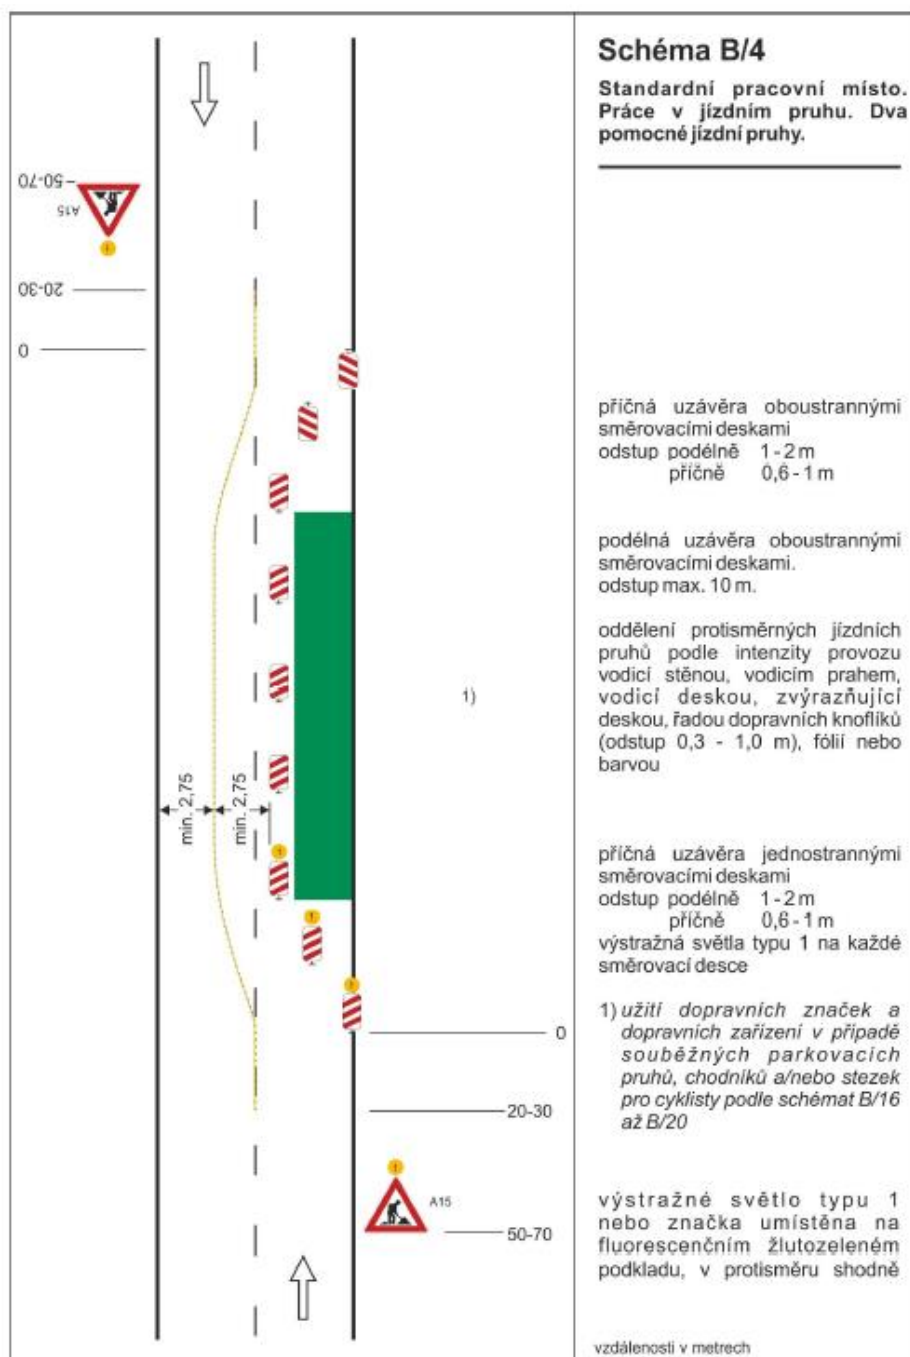 Schéma B/4
Standardní pracovní místo.
Práce v jízdním pruhu. Dva
pomocné jízdní pruhy.
50-70
A15
20-30
0
příčná uzávěra oboustrannými
směrovacími deskami
odstup podélně 1 - 2 m
příčně 0,6 - 1 m
podélná uzávěra oboustrannými
směrovacími deskami.
odstup max. 10 m.
oddělení protisměrných jízdních
pruhů podle intenzity provozu
vodicí stěnou, vodicím prahem,
vodicí deskou, zvýrazňující
deskou, řadou dopravních knoflíků
(odstup 0,3 - 1,0 m), fólií nebo
barvou
1)
min. 2,75
min. 2,75
příčná uzávěra jednostrannými
směrovacími deskami
odstup podélně 1 - 2 m
příčně 0,6 - 1 m
výstražná světla typu 1 na každé
směrovací desce
0
1) užití dopravních značek a
dopravních zařízení v případě
souběžných parkovacích
pruhů, chodníků a/nebo stezek
pro cyklisty podle schémat B/16
až B/20
20-30
A15
50-70
výstražné světlo typu 1
nebo značka umístěna na
fluorescenčním žlutozeleném
podkladu, v protisměru shodně
vzdálenosti v metrech